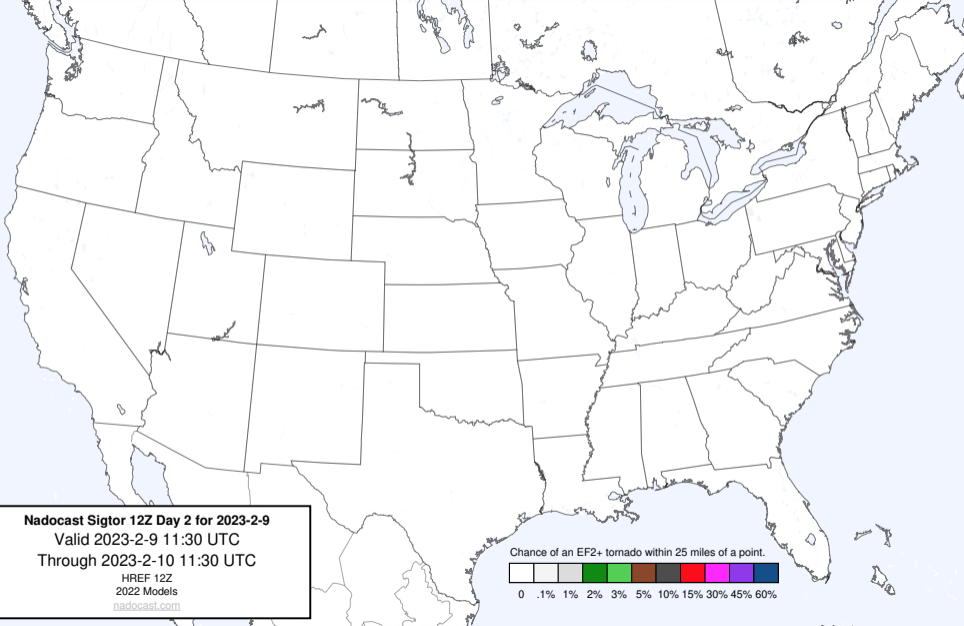 Nadocast Sigtor 12Z Day 2 for 2023-2-9
Valid 2023-2-9 11:30 UTC
Through 2023-2-10 11:30 UTC
HREF 12Z
2022 Models
nadocast.com
Chance of an EF2+ tornado within 25 miles of a point.
0 .1% 1% 2% 3% 5% 10% 15% 30% 45% 60%